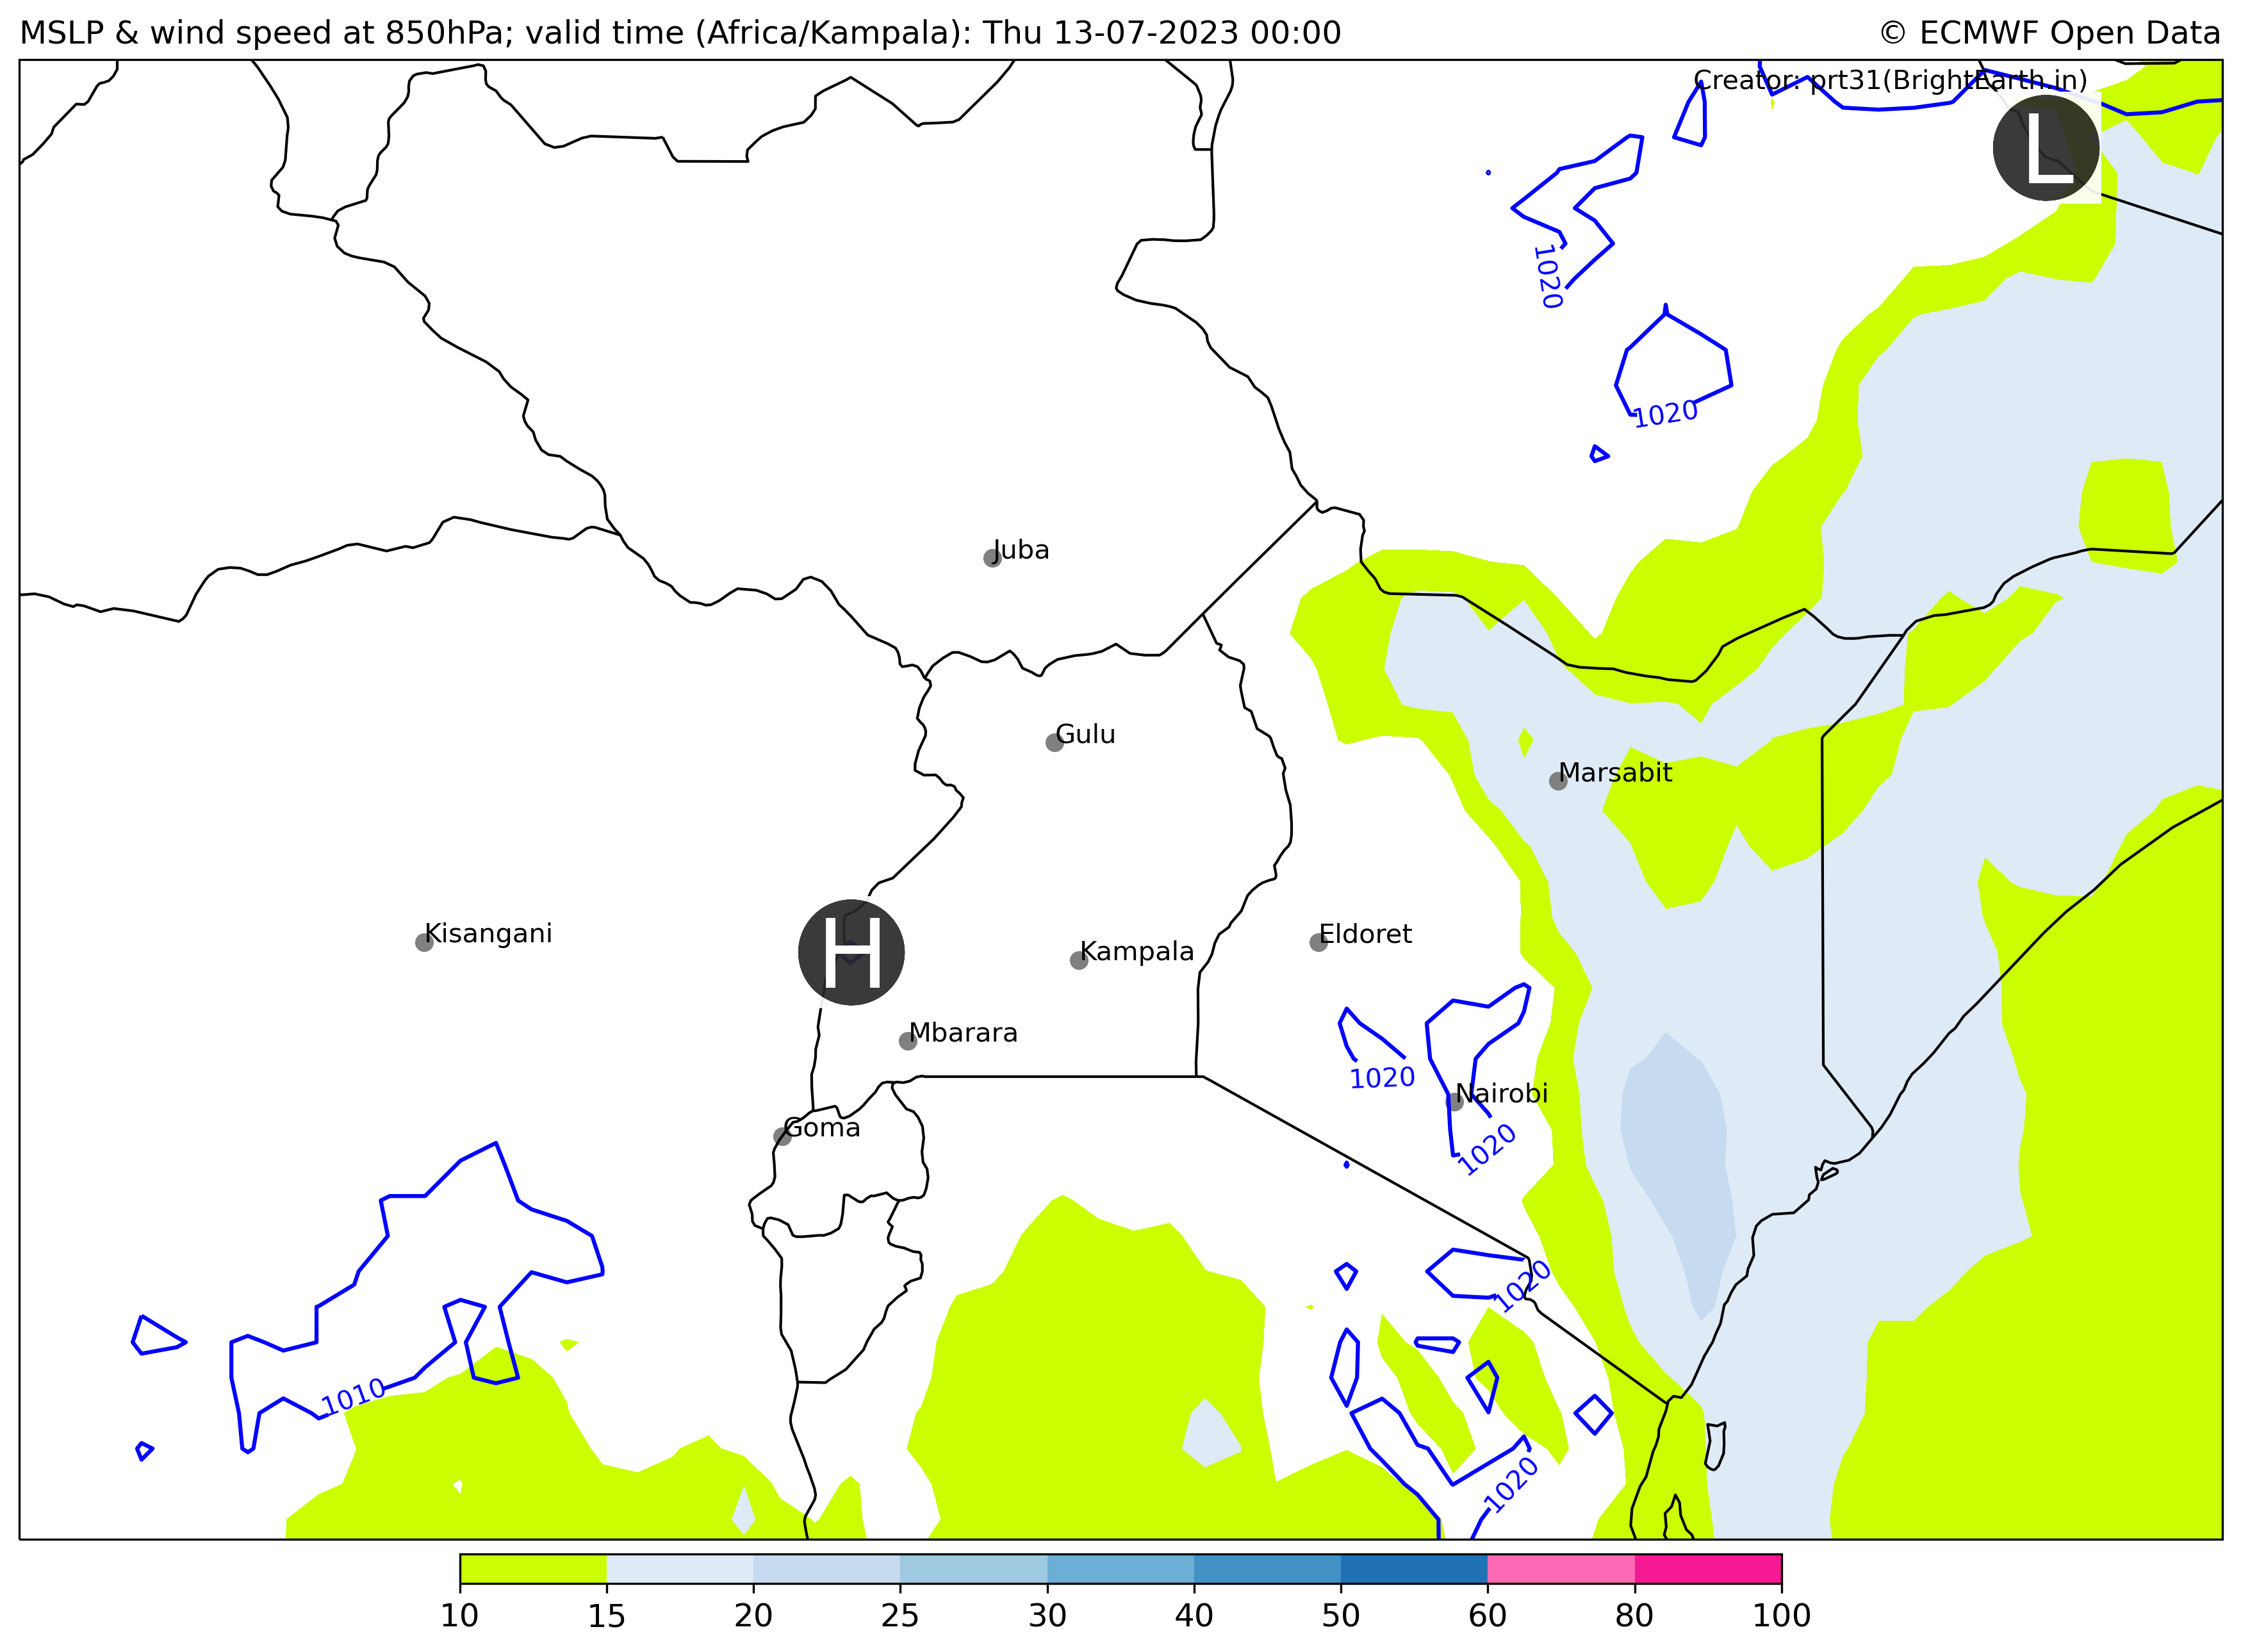 MSLP & wind speed at 850hPa; valid time (Africa/Kampala): Thu 13-07-2023 00:00
© ECMWF Open Data
Creator: prt31(BrightEarth.in)
L
1020
1020
Juba
Gulu
Marsabit
Kisangani
H
Eldoret
Kampala
Mbarara
1020
Nairobi
Goma
1020
1020
1010
1020
10 15 20 25 30 40 50 60 80 100